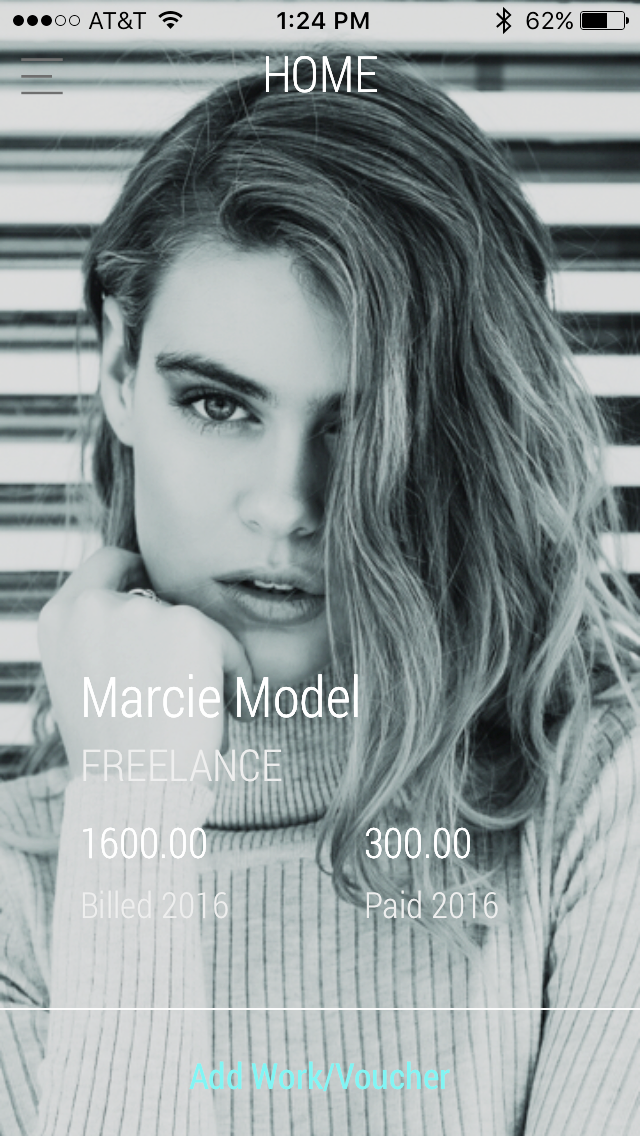 AT&T 1:24 PM 62%
HOME
Marcie Model
FREELANCE
1600.00 300.00
Billed 2016 Paid 2016
Add Work/Voucher